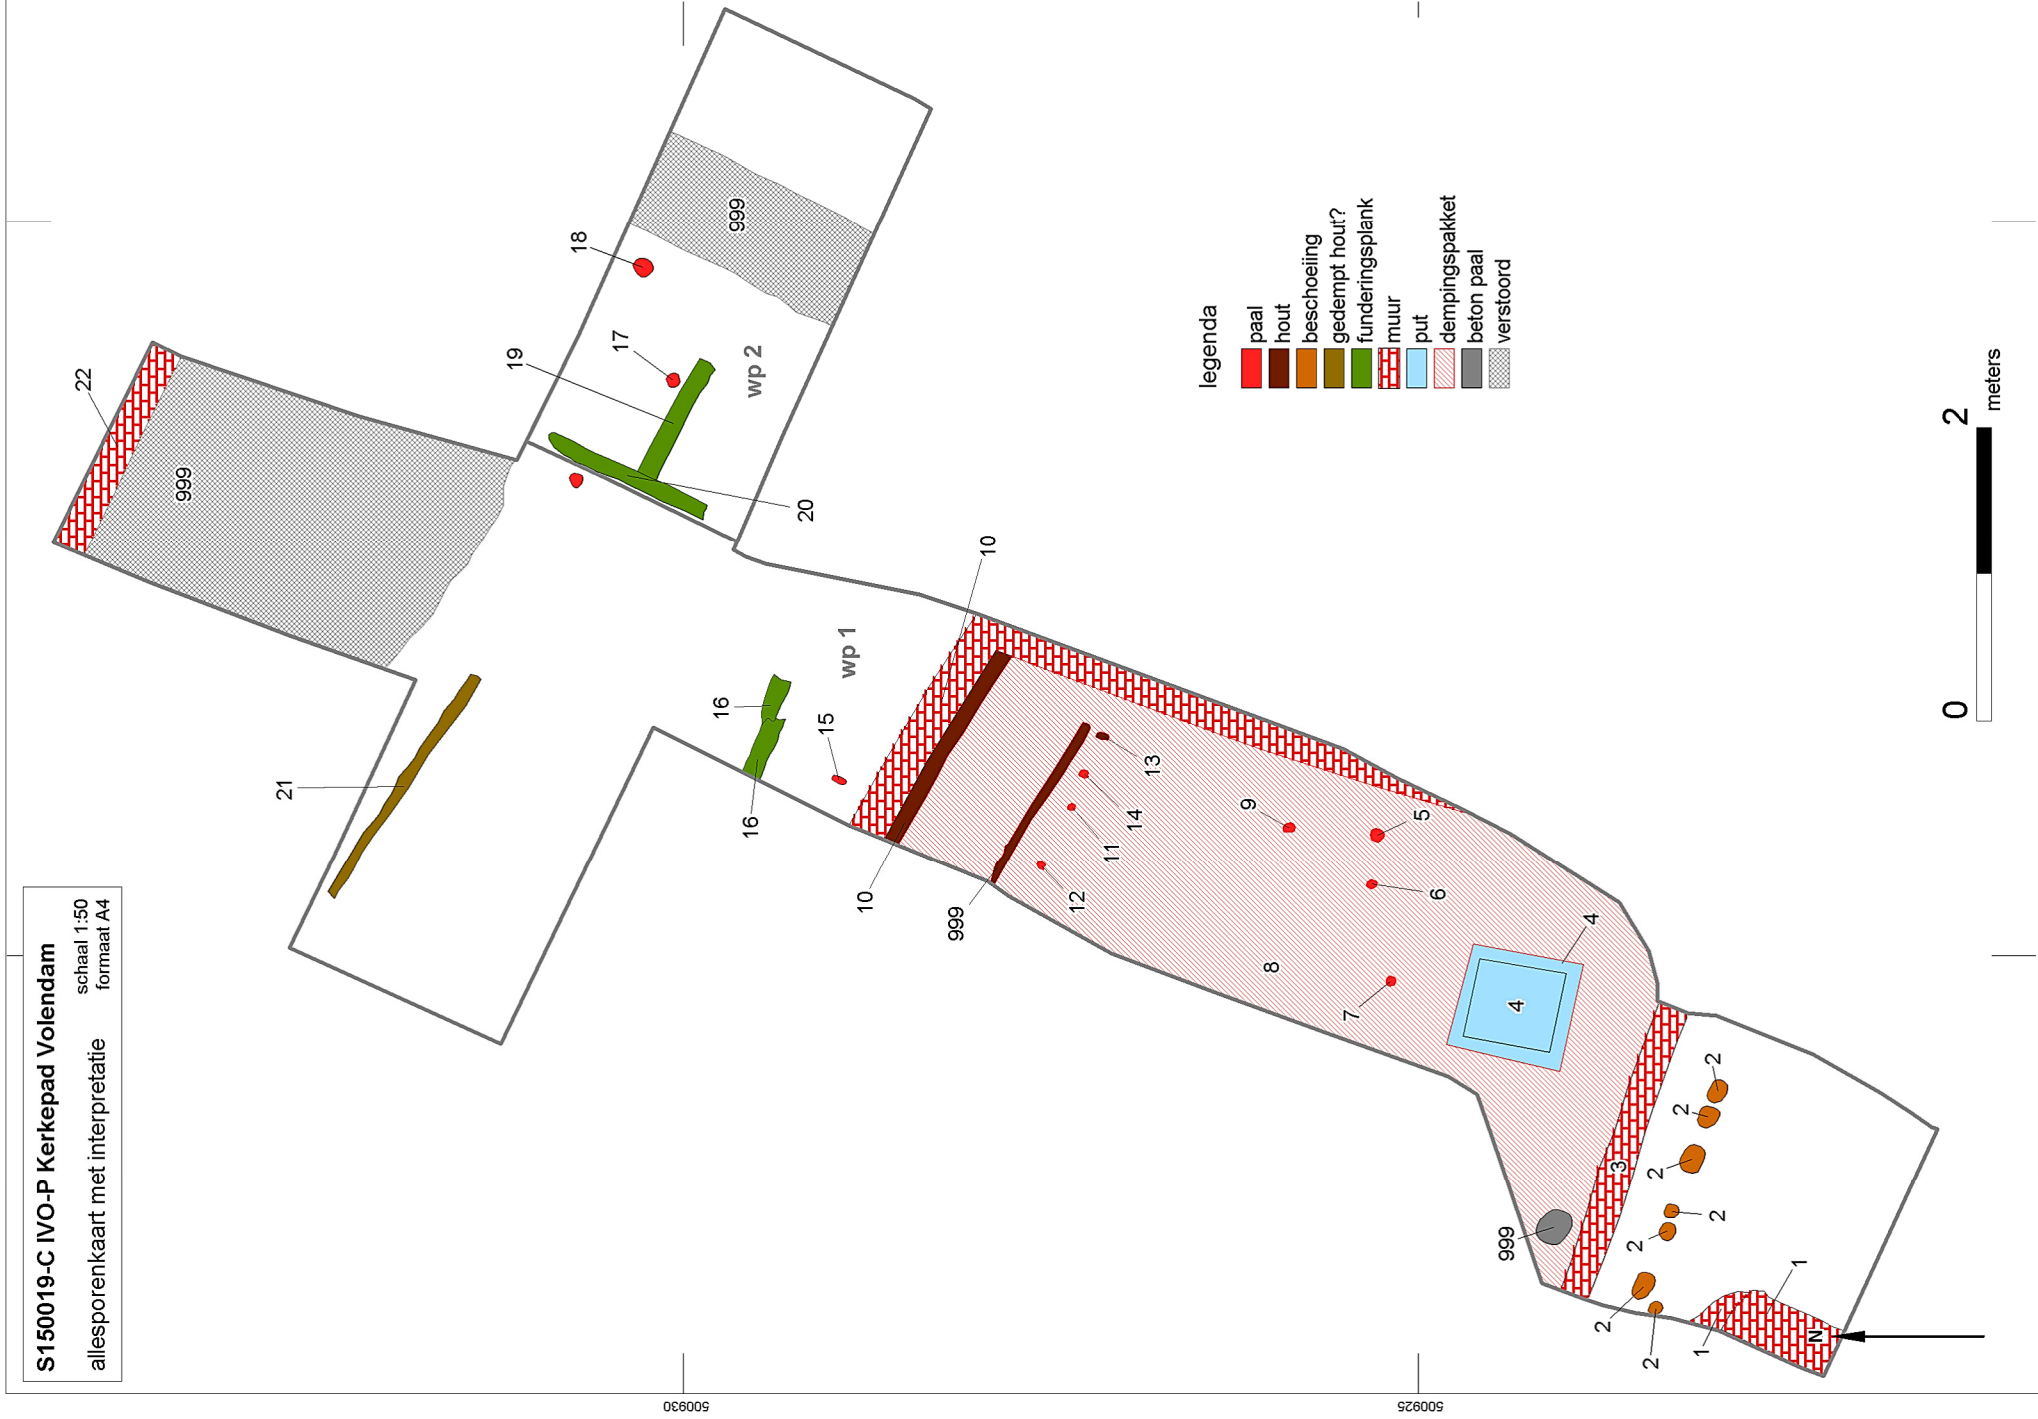 S150019-C IVO-P Kerkepad Volendam
allesporenkaart met interpretatie
schaal 1:50
formaat A4
22
999
21
18
17
19
999
wp 2
20
16
16
15
wp 1
10
10
999
13
14
11
12
9
5
6
8
7
4
4
3
999
2
2
2
2
2
2
2
1
1
N
legenda
paal
hout
beschoeiing
gedempt hout?
funderingsplank
muur
put
dempingspakket
beton paal
verstoord
0
2
meters
500930
500925